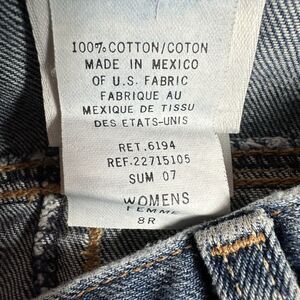 100% COTTON/COTON
MADE IN MEXICO
OF U.S. FABRIC
FABRIQUE AU
MEXIQUE DE TISSU
DES ETATS-UNIS
RET.6194
REF.22715105
SUM 07
WOMENS
FEMME
8R